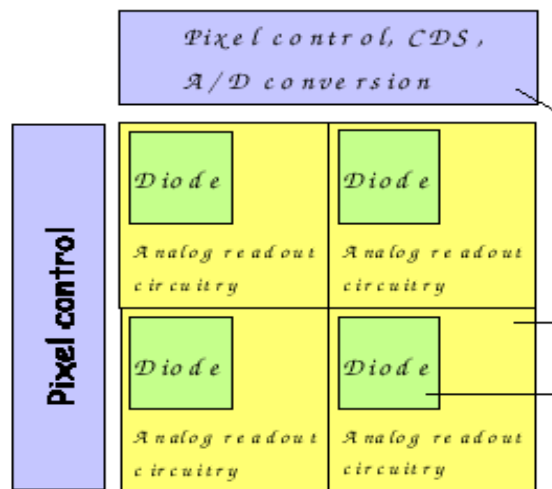 Pixel control, CDS,
A/D conversion
Pixel control
Diode
Analog readout
circuitry
Diode
Analog readout
circuitry
Diode
Analog readout
circuitry
Diode
Analog readout
circuitry